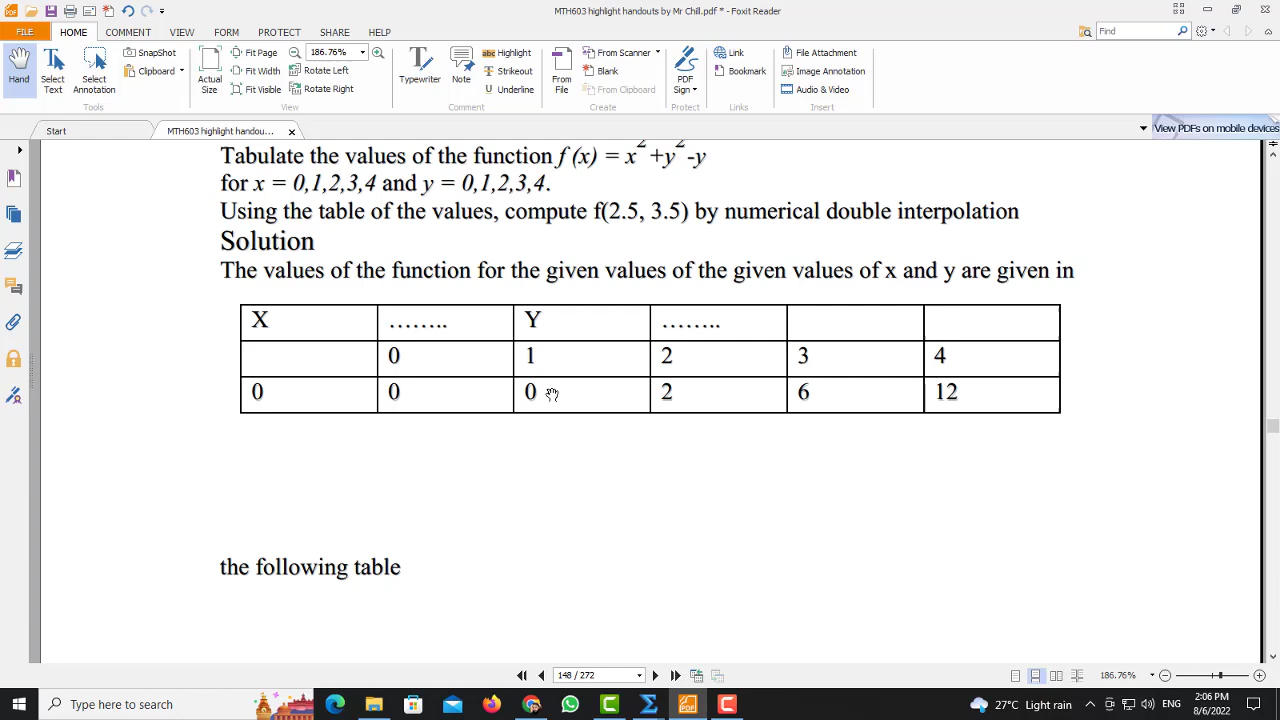 MTH603 highlight handouts by Mr Chill.pdf * - Foxit Reader
FILE HOME COMMENT VIEW FORM PROTECT SHARE HELP
Find
SnapShot
Clipboard
Hand
Select Text
Select Annotation
Tools
Actual Size
Fit Page
Fit Width
Fit Visible
186.76%
Rotate Left
Rotate Right
View
Typewriter
Note
Highlight
Strikeout
Underline
Comment
From File
From Scanner
Blank
From Clipboard
Create
PDF Sign
Protect
Link
Bookmark
Links
File Attachment
Image Annotation
Audio & Video
Insert
Start
MTH603 highlight handou...
View PDFs on mobile devices
Tabulate the values of the function f (x) = x²+y²-y
for x = 0,1,2,3,4 and y = 0,1,2,3,4.
Using the table of the values, compute f(2.5, 3.5) by numerical double interpolation
Solution
The values of the function for the given values of the given values of x and y are given in
X …….. Y ……..
0 1 2 3 4
0 0 0 2 6 12
the following table
148 / 272
186.76%
Type here to search
27°C Light rain
ENG
2:06 PM
8/6/2022